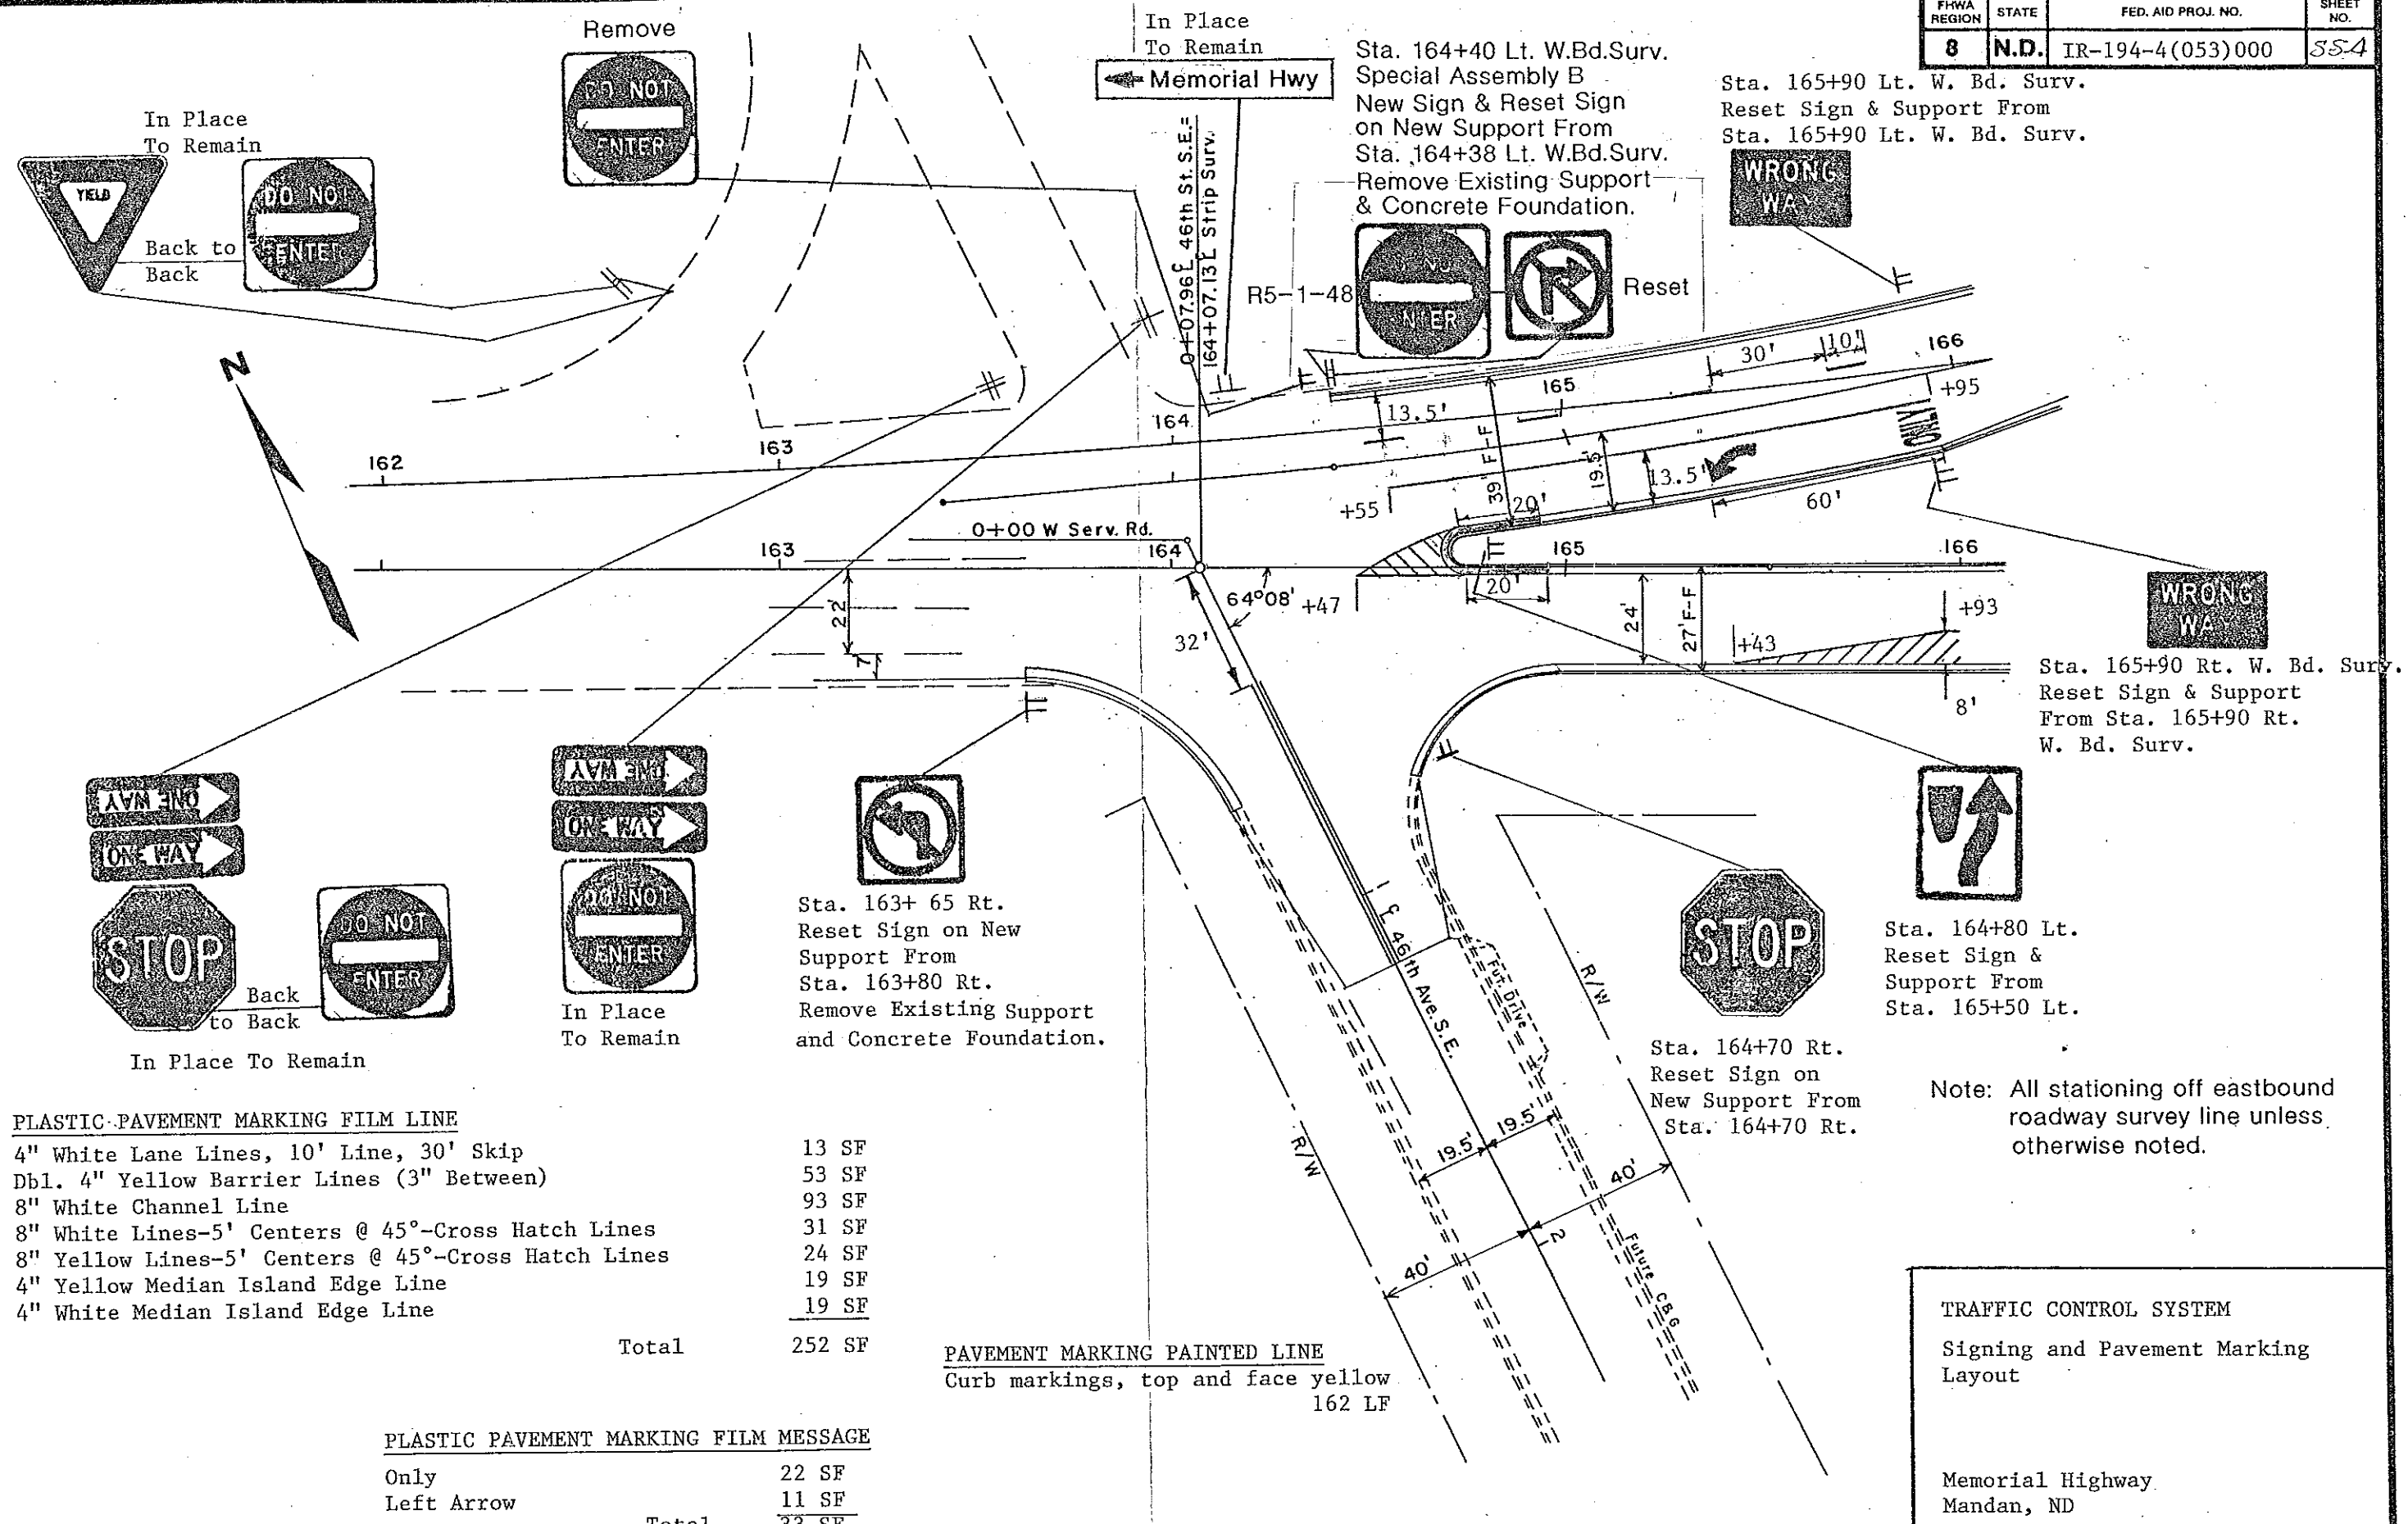 FHWA REGION
STATE
FED. AID PROJ. NO.
SHEET NO.
8
N.D.
IR-194-4(053)000
SS-4
Remove
DO NOT
ENTER
In Place
To Remain
YIELD
DO NOT
ENTER
Back to
Back
In Place
To Remain
Memorial Hwy
0+07.96 ℄ 46th St. S.E.=
164+07.13 ℄ Strip Surv.
Sta. 164+40 Lt. W.Bd.Surv.
Special Assembly B
New Sign & Reset Sign
on New Support From
Sta. 164+38 Lt. W.Bd.Surv.
Remove Existing Support
& Concrete Foundation.
R5-1-48
Reset
Sta. 165+90 Lt. W. Bd. Surv.
Reset Sign & Support From
Sta. 165+90 Lt. W. Bd. Surv.
WRONG
WAY
N
162
163
164
165
166
30'
10'
+95
13.5'
39' F-F
19.5'
13.5'
ONLY
20'
60'
+55
0+00 W Serv. Rd.
163
164
165
166
64°08'
+47
20'
22'
7'
32'
24'
27' F-F
+43
+93
8'
WRONG
WAY
Sta. 165+90 Rt. W. Bd. Surv.
Reset Sign & Support
From Sta. 165+90 Rt.
W. Bd. Surv.
ONE WAY
ONE WAY
STOP
DO NOT
ENTER
Back
to Back
In Place To Remain
ONE WAY
ONE WAY
DO NOT
ENTER
In Place
To Remain
Sta. 163+ 65 Rt.
Reset Sign on New
Support From
Sta. 163+80 Rt.
Remove Existing Support
and Concrete Foundation.
1
℄ 46th Ave. S.E.
Fut. Drive
R/W
R/W
19.5'
19.5'
40'
40'
2
Future C.B.G
STOP
Sta. 164+70 Rt.
Reset Sign on
New Support From
Sta. 164+70 Rt.
Sta. 164+80 Lt.
Reset Sign &
Support From
Sta. 165+50 Lt.
Note: All stationing off eastbound
roadway survey line unless
otherwise noted.
PLASTIC PAVEMENT MARKING FILM LINE
4" White Lane Lines, 10' Line, 30' Skip 13 SF
Dbl. 4" Yellow Barrier Lines (3" Between) 53 SF
8" White Channel Line 93 SF
8" White Lines-5' Centers @ 45°-Cross Hatch Lines 31 SF
8" Yellow Lines-5' Centers @ 45°-Cross Hatch Lines 24 SF
4" Yellow Median Island Edge Line 19 SF
4" White Median Island Edge Line 19 SF
Total 252 SF
PAVEMENT MARKING PAINTED LINE
Curb markings, top and face yellow
162 LF
PLASTIC PAVEMENT MARKING FILM MESSAGE
Only 22 SF
Left Arrow 11 SF
Total 33 SF
TRAFFIC CONTROL SYSTEM
Signing and Pavement Marking
Layout
Memorial Highway
Mandan, ND